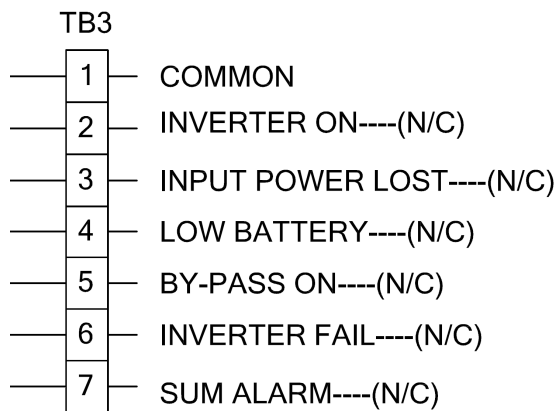 TB3
1 COMMON
2 INVERTER ON----(N/C)
3 INPUT POWER LOST----(N/C)
4 LOW BATTERY----(N/C)
5 BY-PASS ON----(N/C)
6 INVERTER FAIL----(N/C)
7 SUM ALARM----(N/C)